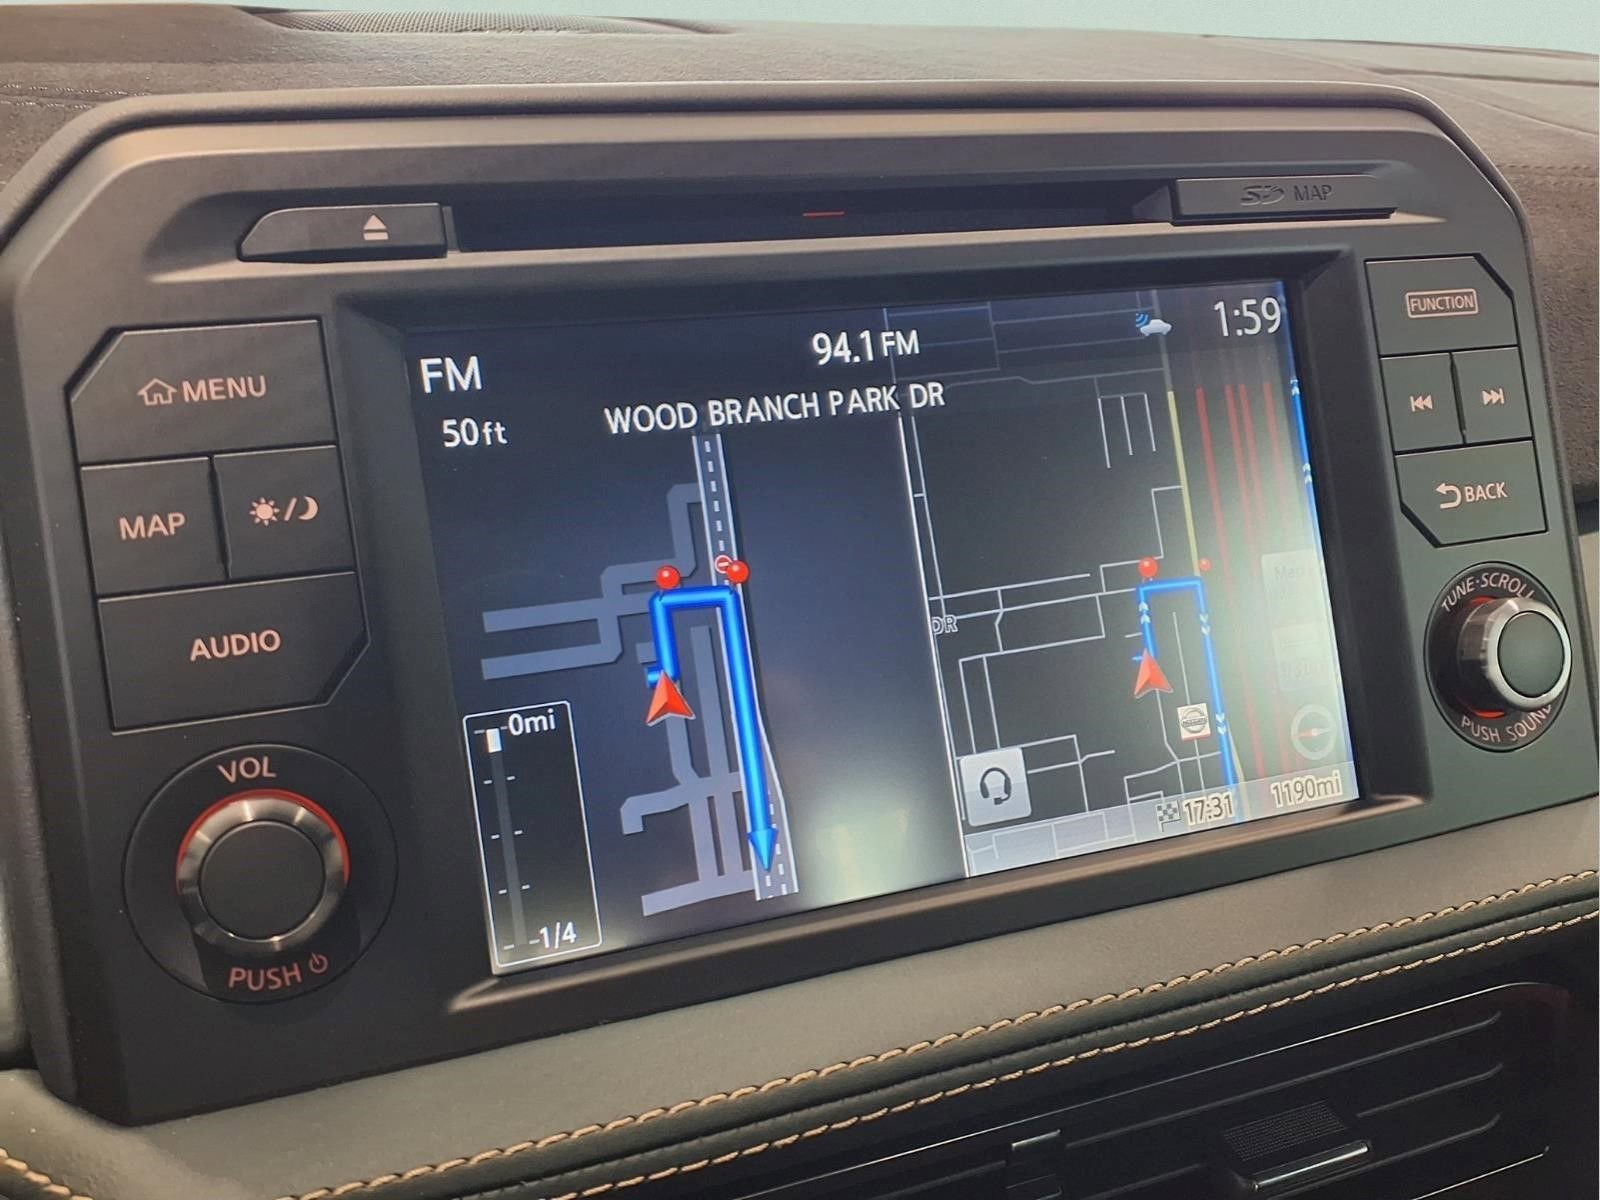 SD MAP
FUNCTION
MENU
FM
94.1 FM
1:59
50ft
WOOD BRANCH PARK DR
BACK
MAP
AUDIO
TUNE·SCROLL
PUSH SOUND
DR
0mi
1/4
17:31
1190mi
VOL
PUSH